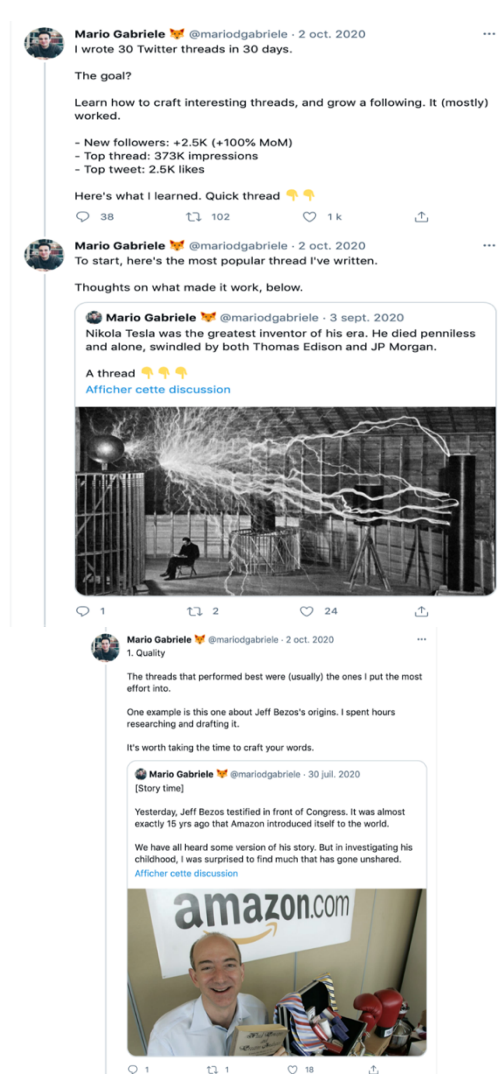 Mario Gabriele 🦊 @mariodgabriele · 2 oct. 2020
I wrote 30 Twitter threads in 30 days.
The goal?
Learn how to craft interesting threads, and grow a following. It (mostly)
worked.
- New followers: +2.5K (+100% MoM)
- Top thread: 373K impressions
- Top tweet: 2.5K likes
Here's what I learned. Quick thread 👇👇
38 102 1 k
Mario Gabriele 🦊 @mariodgabriele · 2 oct. 2020
To start, here's the most popular thread I've written.
Thoughts on what made it work, below.
Mario Gabriele 🦊 @mariodgabriele · 3 sept. 2020
Nikola Tesla was the greatest inventor of his era. He died penniless
and alone, swindled by both Thomas Edison and JP Morgan.
A thread 👇👇👇
Afficher cette discussion
1 2 24
Mario Gabriele 🦊 @mariodgabriele · 2 oct. 2020
1. Quality
The threads that performed best were (usually) the ones I put the most
effort into.
One example is this one about Jeff Bezos's origins. I spent hours
researching and drafting it.
It's worth taking the time to craft your words.
Mario Gabriele 🦊 @mariodgabriele · 30 juil. 2020
[Story time]
Yesterday, Jeff Bezos testified in front of Congress. It was almost
exactly 15 yrs ago that Amazon introduced itself to the world.
We have all heard some version of his story. But in investigating his
childhood, I was surprised to find much that has gone unshared.
Afficher cette discussion
amazon.com
1 1 18